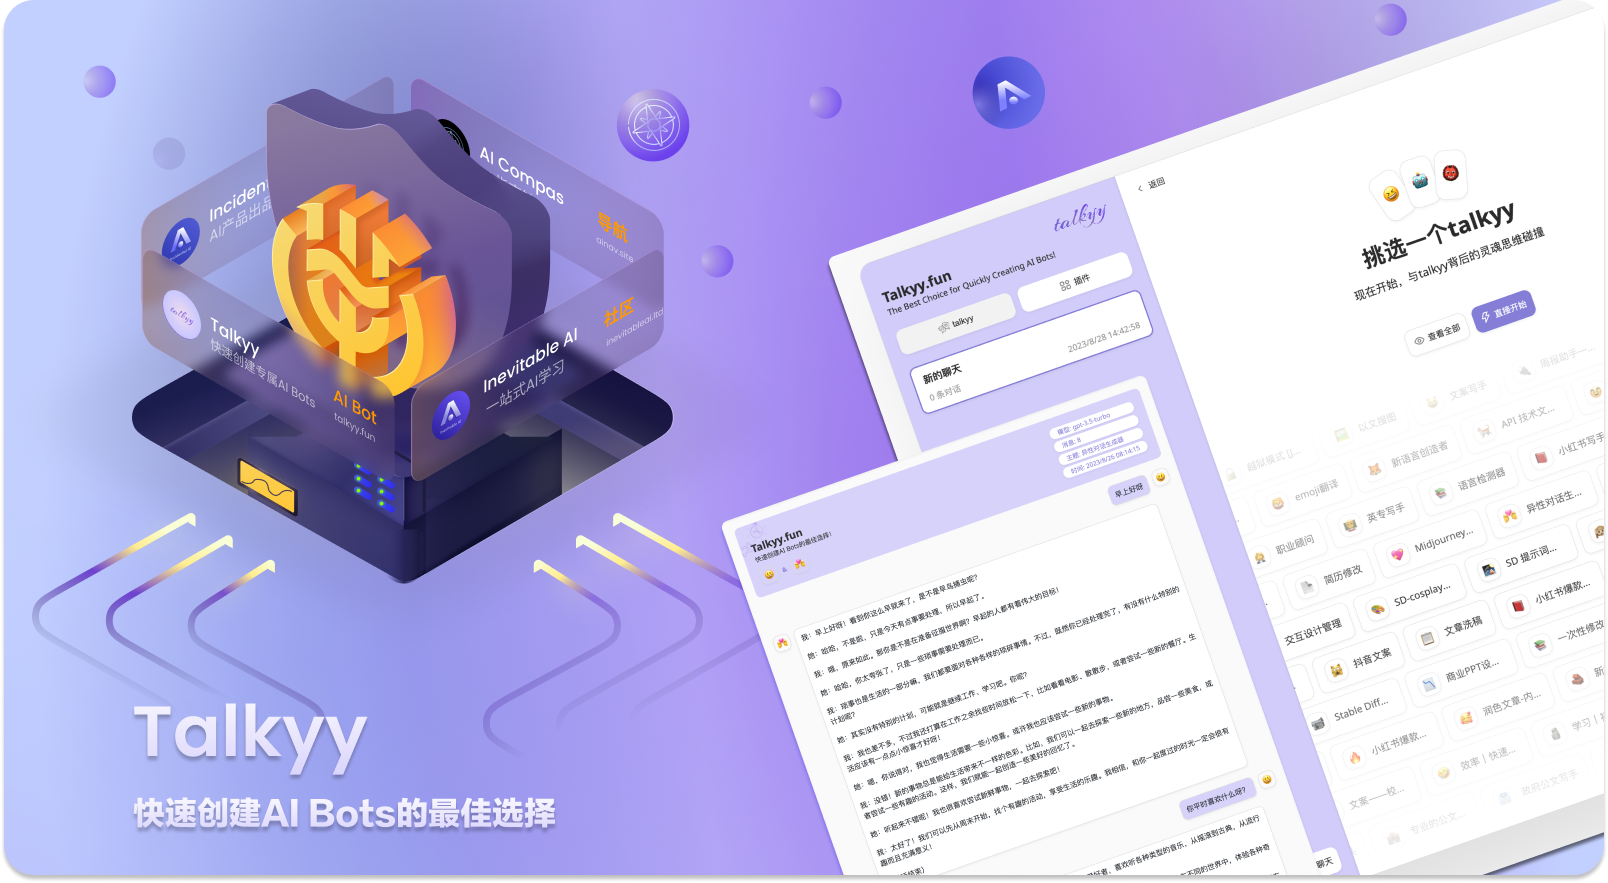 AI Compas
导航
ainav.site
Inciden
AI产品出品
Talkyy
快速创建专属AI Bots
AI Bot
talkyy.fun
社区
inevitableai.ltd
Inevitable AI
一站式AI学习
Talkyy
快速创建AI Bots的最佳选择
talkyy
Talkyy.fun
The Best Choice for Quickly Creating AI Bots!
talkyy
插件
新的聊天
0 条对话
2023/8/28 14:42:58
返回
挑选一个talkyy
现在开始，与talkyy背后的灵魂思维碰撞
查看全部
直接开始
周报助手一...
文案写手
以文搜图
API 技术文...
越狱模式 []...
新语言创造者
小红书写手
emoji翻译
语言检测器
英专写手
异性对话生...
职业顾问
Midjourney...
SD 提示词...
简历修改
SD-cosplay...
小红书爆款...
交互设计管理
文章洗稿
一次性修改
抖音文案
商业PPT设...
新
Stable Diff...
润色文章-内...
小红书爆款...
效率 | 快速...
文案——校...
政府公文写手
专业的公文...
聊天
模型: gpt-3.5-turbo
消息: 8
主题: 异性对话生成器
时间: 2023/8/26 08:14:15
Talkyy.fun
快速创建AI Bots的最佳选择!
&
早上好呀
我：早上好呀！看到你这么早就来了，是不是早鸟捕虫呢？
她：哈哈，不是啦，只是今天有点事要处理，所以早起了。
我：哦，原来如此。那你是不是在准备征服世界啊？早起的人都有着伟大的目标！
她：哈哈，你太夸张了，只是一些琐事需要处理而已。
我：琐事也是生活的一部分嘛，我们都要面对各种各样的琐碎事情。不过，既然你已经处理完了，有没有什么特别的
计划呢？
她：其实没有特别的计划，可能就是继续工作、学习吧。你呢？
我：我也差不多，不过我还打算在工作之余找些时间放松一下，比如看看电影、散散步，或者尝试一些新的餐厅。生
活应该有一点点小惊喜才好呀！
她：嗯，你说得对，我也觉得生活需要一些小惊喜。或许我也应该尝试一些新的事物。
我：没错！新的事物总是能给生活带来不一样的色彩。比如，我们可以一起去探索一些新的地方，品尝一些美食，或
者尝试一些有趣的活动。这样，我们就能一起创造一些美好的回忆了。
她：听起来不错呢！我也很喜欢尝试新鲜事物，一起去探索吧！
我：太好了！我们可以先从周末开始，找个有趣的活动，享受生活的乐趣。我相信，和你一起度过的时光一定会很有
趣而且充满意义！
你平时喜欢什么呀？
好者，喜欢听各种类型的音乐，从摇滚到古典，从流行
不同的世界中，体验各种奇